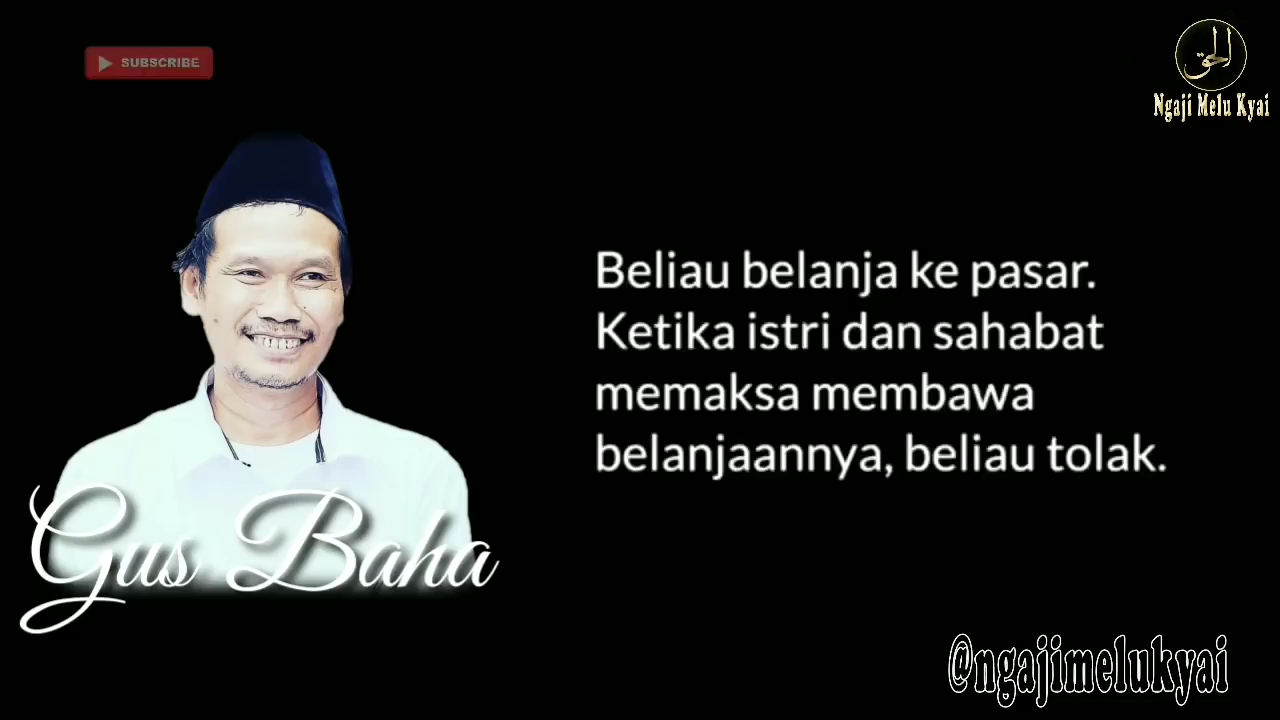 SUBSCRIBE
الحق
Ngaji Melu Kyai
Beliau belanja ke pasar.
Ketika istri dan sahabat
memaksa membawa
belanjaannya, beliau tolak.
Gus Baha
@ngajimelukyai